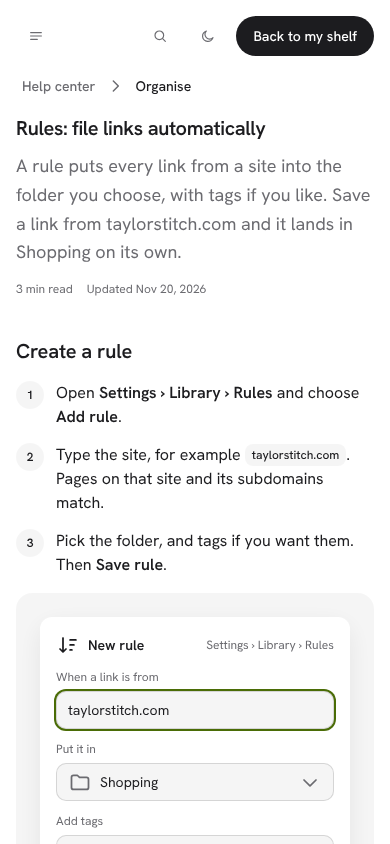 Back to my shelf
Help center
Organise
Rules: file links automatically
A rule puts every link from a site into the
folder you choose, with tags if you like. Save
a link from taylorstitch.com and it lands in
Shopping on its own.
3 min read Updated Nov 20, 2026
Create a rule
1 Open Settings › Library › Rules and choose
Add rule.
2 Type the site, for example taylorstitch.com .
Pages on that site and its subdomains
match.
3 Pick the folder, and tags if you want them.
Then Save rule.
New rule Settings › Library › Rules
When a link is from
taylorstitch.com
Put it in
Shopping
Add tags